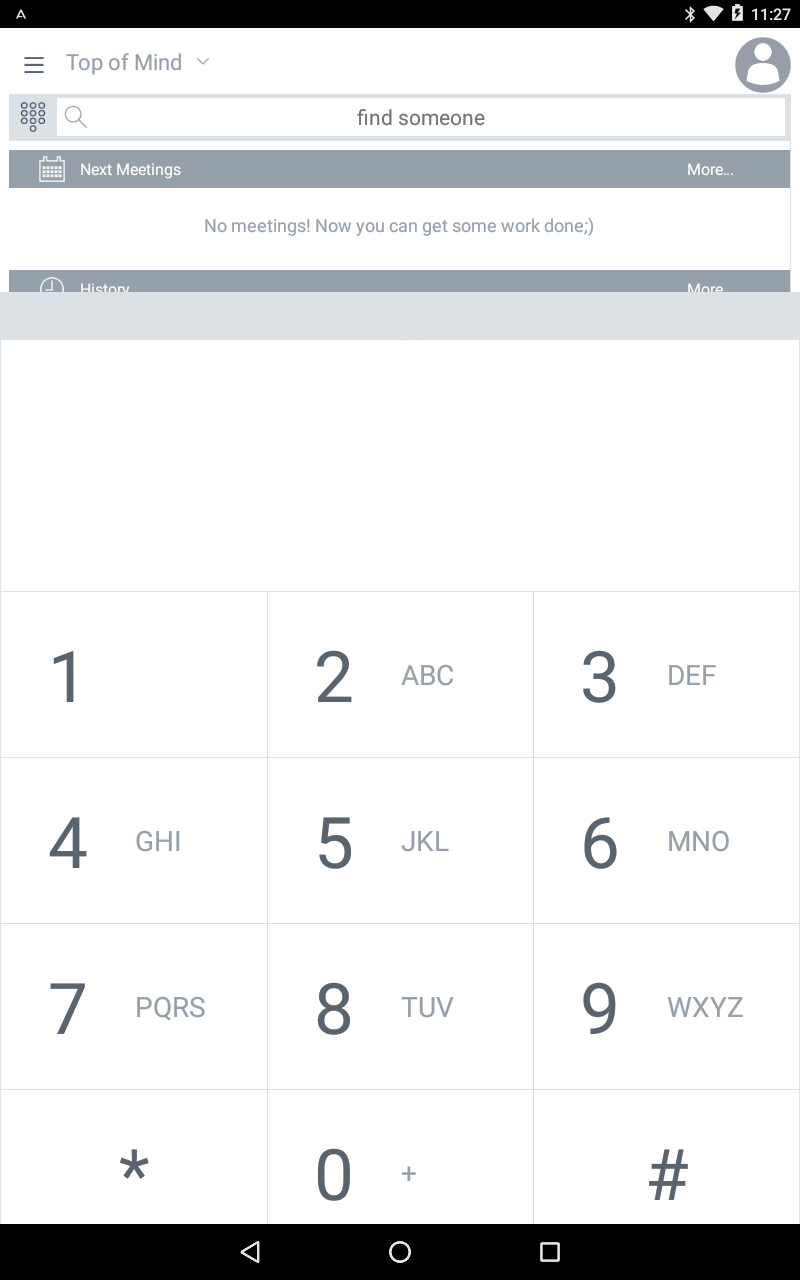 11:27
Top of Mind
find someone
Next Meetings More...
No meetings! Now you can get some work done;)
History More...
1
2 ABC
3 DEF
4 GHI
5 JKL
6 MNO
7 PQRS
8 TUV
9 WXYZ
*
0 +
#